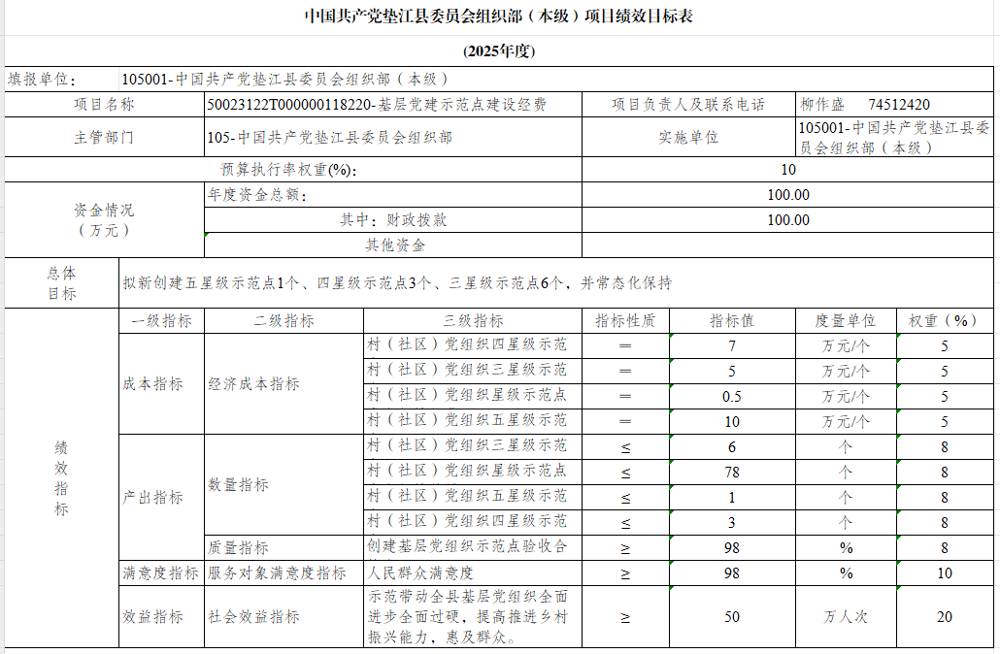 中国共产党垫江县委员会组织部（本级）项目绩效目标表
(2025年度)
填报单位： 105001-中国共产党垫江县委员会组织部（本级）
项目名称 50023122T000000118220-基层党建示范点建设经费 项目负责人及联系电话 柳作盛 74512420
主管部门 105-中国共产党垫江县委员会组织部 实施单位 105001-中国共产党垫江县委
员会组织部（本级）
预算执行率权重(%)： 10
资金情况
（万元）
年度资金总额： 100.00
其中：财政拨款 100.00
其他资金
总体
目标
拟新创建五星级示范点1个、四星级示范点3个、三星级示范点6个，并常态化保持
绩
效
指
标
一级指标 二级指标 三级指标 指标性质 指标值 度量单位 权重（%）
成本指标 经济成本指标
村（社区）党组织四星级示范 ＝ 7 万元/个 5
村（社区）党组织三星级示范 ＝ 5 万元/个 5
村（社区）党组织星级示范点 ＝ 0.5 万元/个 5
村（社区）党组织五星级示范 ＝ 10 万元/个 5
产出指标 数量指标
村（社区）党组织三星级示范 ≤ 6 个 8
村（社区）党组织星级示范点 ≤ 78 个 8
村（社区）党组织五星级示范 ≤ 1 个 8
村（社区）党组织四星级示范 ≤ 3 个 8
质量指标 创建基层党组织示范点验收合 ≥ 98 % 8
满意度指标 服务对象满意度指标 人民群众满意度 ≥ 98 % 10
效益指标 社会效益指标
示范带动全县基层党组织全面
进步全面过硬，提高推进乡村
振兴能力，惠及群众。
≥ 50 万人次 20